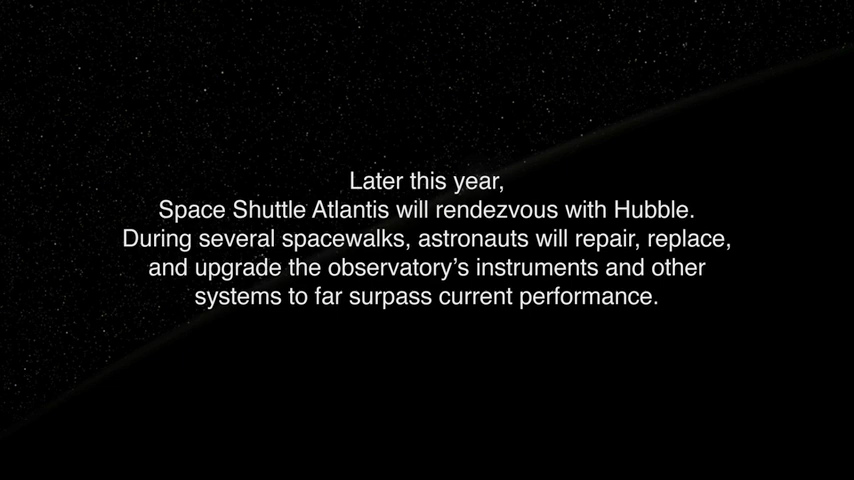 Later this year,
Space Shuttle Atlantis will rendezvous with Hubble.
During several spacewalks, astronauts will repair, replace,
and upgrade the observatory’s instruments and other
systems to far surpass current performance.